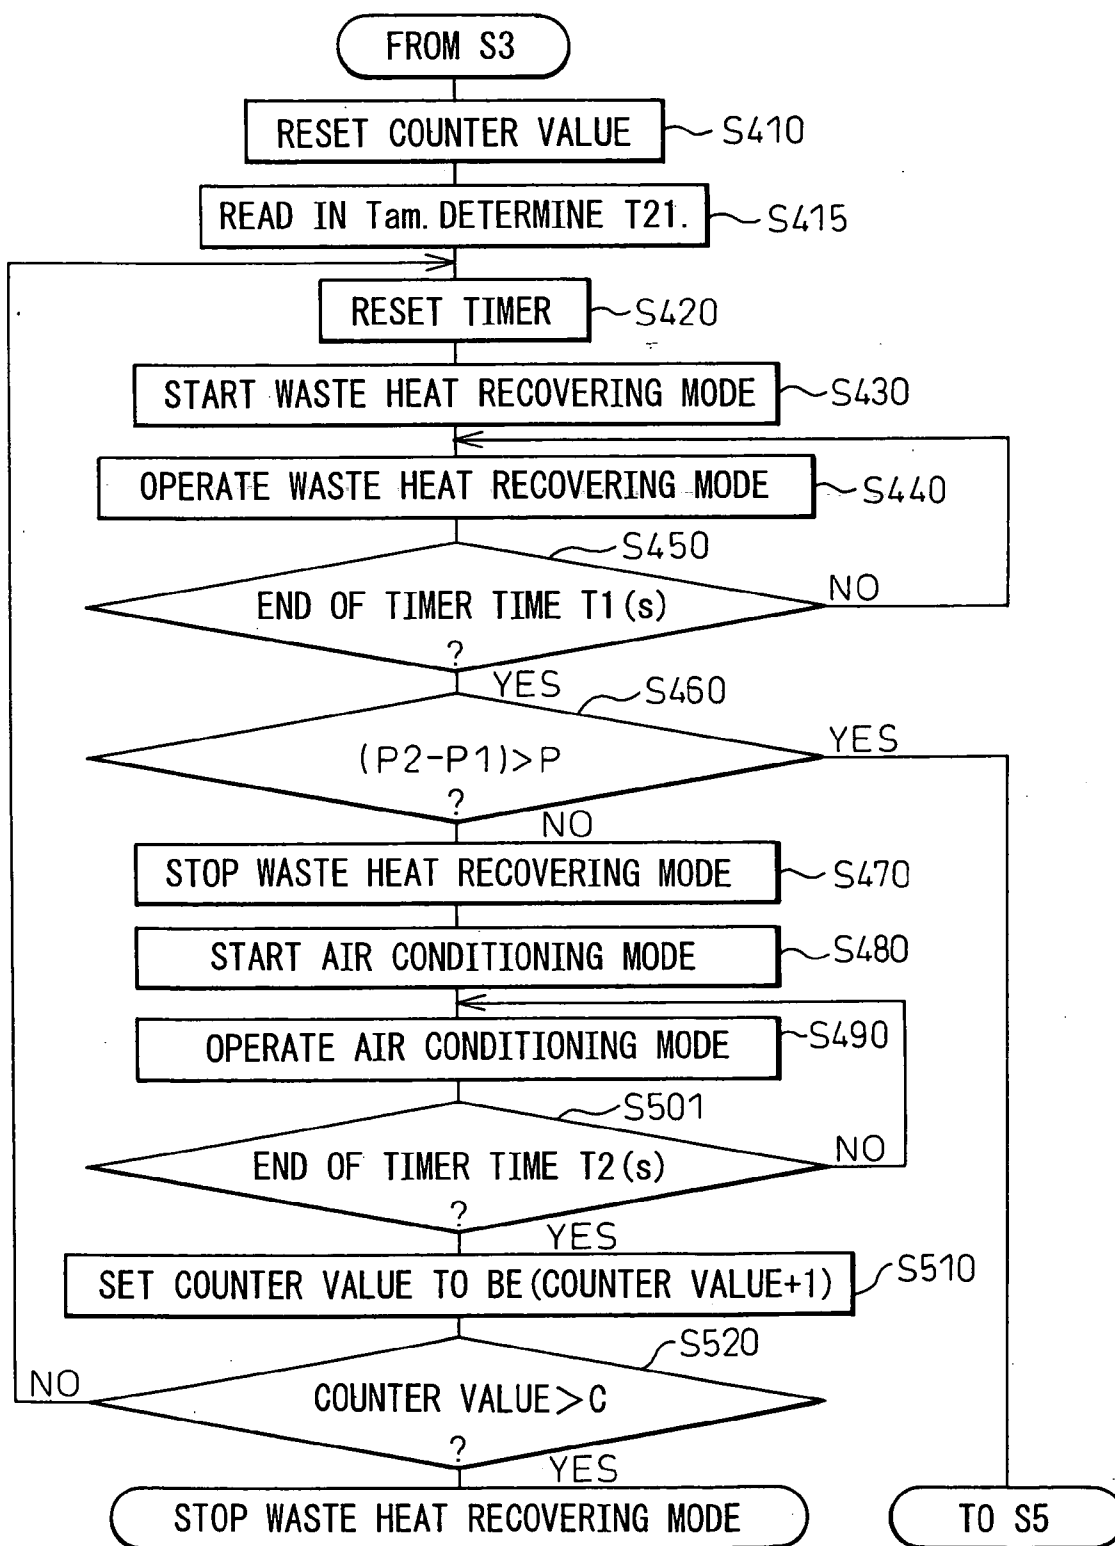 FROM S3
RESET COUNTER VALUE
S410
READ IN Tam. DETERMINE T21.
S415
RESET TIMER
S420
START WASTE HEAT RECOVERING MODE
S430
OPERATE WASTE HEAT RECOVERING MODE
S440
S450
END OF TIMER TIME T1(s)
?
NO
YES
S460
(P2-P1)>P
?
YES
NO
STOP WASTE HEAT RECOVERING MODE
S470
START AIR CONDITIONING MODE
S480
OPERATE AIR CONDITIONING MODE
S490
S501
END OF TIMER TIME T2(s)
?
NO
YES
SET COUNTER VALUE TO BE(COUNTER VALUE+1)
S510
S520
NO
COUNTER VALUE>C
?
YES
STOP WASTE HEAT RECOVERING MODE
TO S5